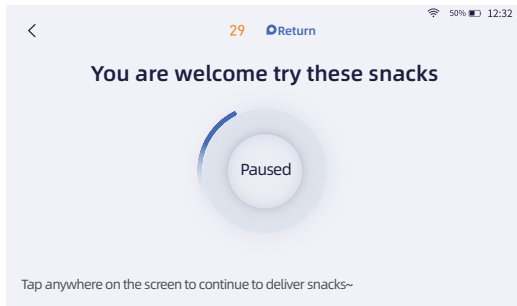 50% 12:32
29 Return
You are welcome try these snacks
Paused
Tap anywhere on the screen to continue to deliver snacks~